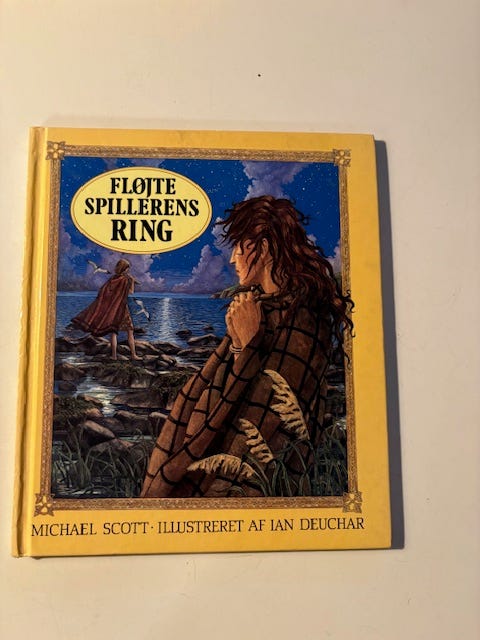 FLØJTE
SPILLERENS
RING
MICHAEL SCOTT · ILLUSTRERET AF IAN DEUCHAR